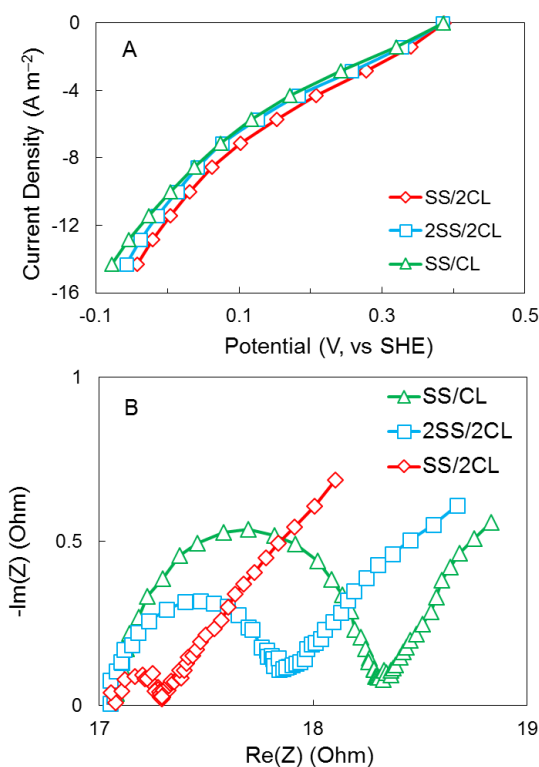 A
0
-4
-8
-12
-16
Current Density (A m⁻²)
SS/2CL
2SS/2CL
SS/CL
-0.1 0.1 0.3 0.5
Potential (V, vs SHE)
B
1
0.5
0
-Im(Z) (Ohm)
SS/CL
2SS/2CL
SS/2CL
17 18 19
Re(Z) (Ohm)